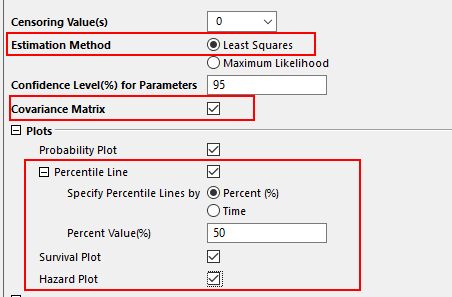 Censoring Value(s) 0
Estimation Method Least Squares
Maximum Likelihood
Confidence Level(%) for Parameters 95
Covariance Matrix
Plots
Probability Plot
Percentile Line
Specify Percentile Lines by Percent (%)
Time
Percent Value(%) 50
Survival Plot
Hazard Plot